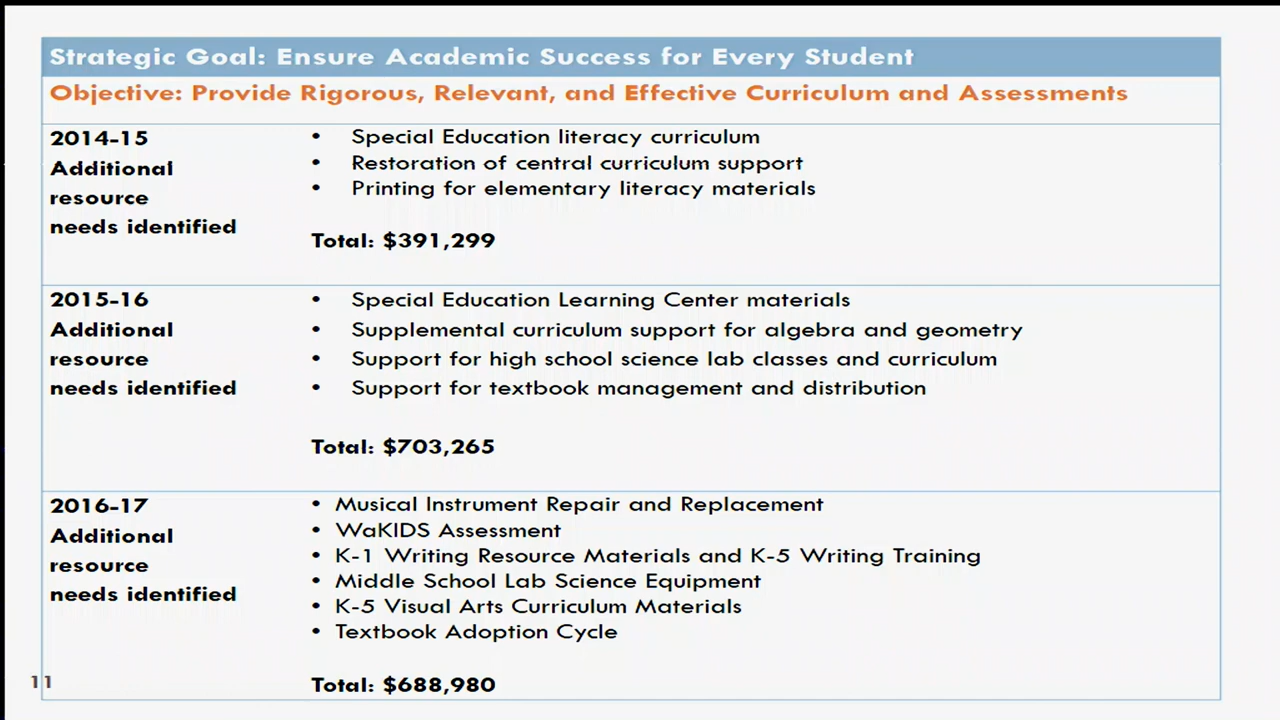 Strategic Goal: Ensure Academic Success for Every Student
Objective: Provide Rigorous, Relevant, and Effective Curriculum and Assessments
2014-15
Additional
resource
needs identified
• Special Education literacy curriculum
• Restoration of central curriculum support
• Printing for elementary literacy materials
Total: $391,299
2015-16
Additional
resource
needs identified
• Special Education Learning Center materials
• Supplemental curriculum support for algebra and geometry
• Support for high school science lab classes and curriculum
• Support for textbook management and distribution
Total: $703,265
2016-17
Additional
resource
needs identified
• Musical Instrument Repair and Replacement
• WaKIDS Assessment
• K-1 Writing Resource Materials and K-5 Writing Training
• Middle School Lab Science Equipment
• K-5 Visual Arts Curriculum Materials
• Textbook Adoption Cycle
Total: $688,980
11